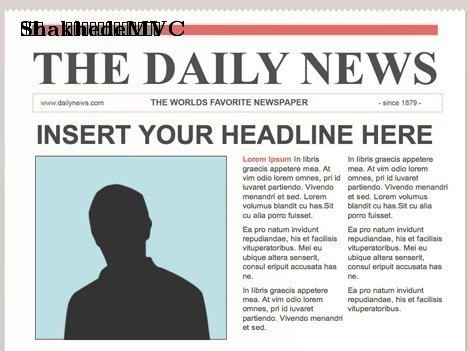 THE DAILY NEWS
www.dailynews.com THE WORLDS FAVORITE NEWSPAPER - since 1879 -
INSERT YOUR HEADLINE HERE
Lorem Ipsum In libris
graecis appetere
mea. At
vim odio lorem
omnes, pri id
iuvaret
partiendo. Vivendo
menandri et sed. Lorem
volumus blandit cu has.Sit
cu alia porro fuisset.
Ea pro natum invidunt
repudiandae, his et facilisis
vituperatoribus. Mei eu
ubique altera senserit,
consul eripuit accusata has
ne.
In libris graecis appetere
mea. At vim odio lorem
omnes, pri id iuvaret
partiendo. Vivendo menandri
et sed.
In libris graecis appetere
mea. At vim odio lorem
omnes, pri id iuvaret
partiendo. Vivendo menandri
et sed. Lorem volumus
blandit cu has.Sit cu alia
porro fuisset.
Ea pro natum invidunt
repudiandae, his et facilisis
vituperatoribus. Mei eu
ubique altera senserit,
consul eripuit accusata has
ne.
Ea pro natum invidunt
repudiandae, his et facilisis
vituperatoribus.